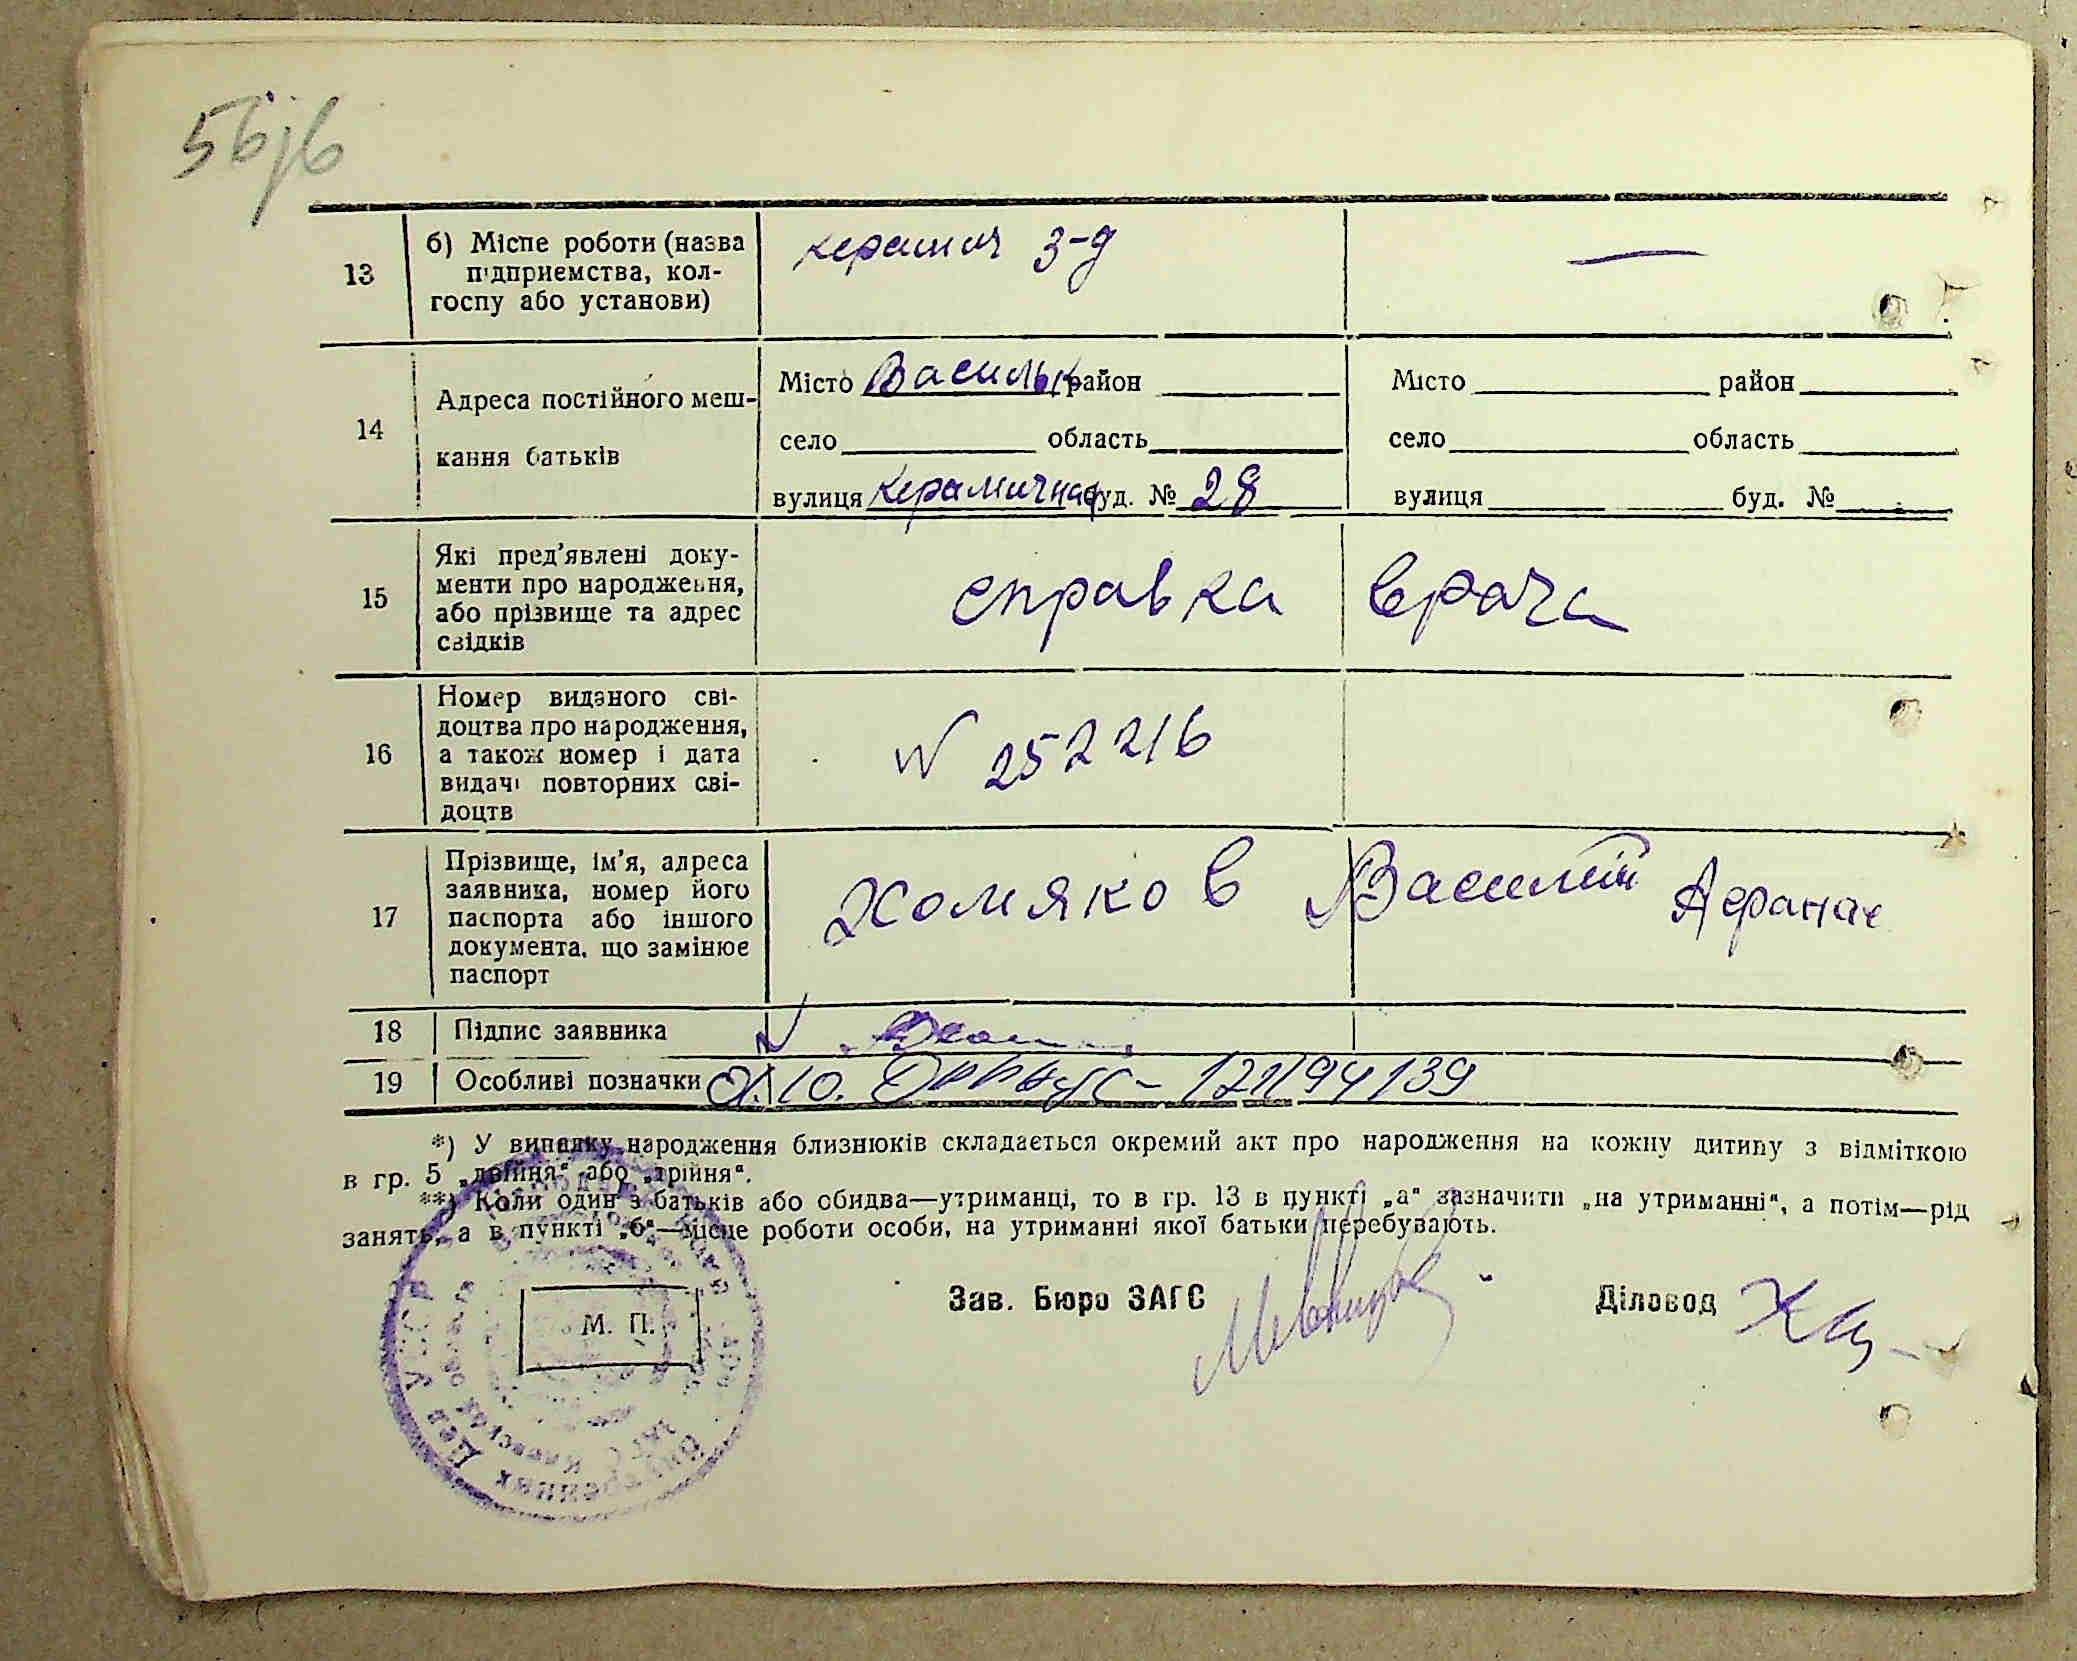 13
б) Місце роботи (назва
підприємства, кол-
госпу або установи)
керамич з-д
—
14
Адреса постійного меш-
кання батьків
Місто Васильк район
село область
вулиця Керамичная буд. № 28
Місто район
село область
вулиця буд. №
15
Які пред’явлені доку-
менти про народження,
або прізвище та адрес
свідків
справка врача
16
Номер виданого сві-
доцтва про народження,
а також номер і дата
видачі повторних сві-
доцтв
N 252216
17
Прізвище, ім’я, адреса
заявника, номер його
паспорта або іншого
документа, що замінює
паспорт
Хомяков Василий Афанас
18
Підпис заявника
19
Особливі позначки
*) У випадку народження близнюків складається окремий акт про народження на кожну дитину з відміткою
в гр. 5 „двійня“ або „трійня“.
**) Коли один з батьків або обидва—утриманці, то в гр. 13 в пункті „а“ зазначити „на утриманні“, а потім—рід
занять, а в пункті „б“—місце роботи особи, на утриманні якої батьки перебувають.
М. П.
Зав. Бюро ЗАГС
Діловод